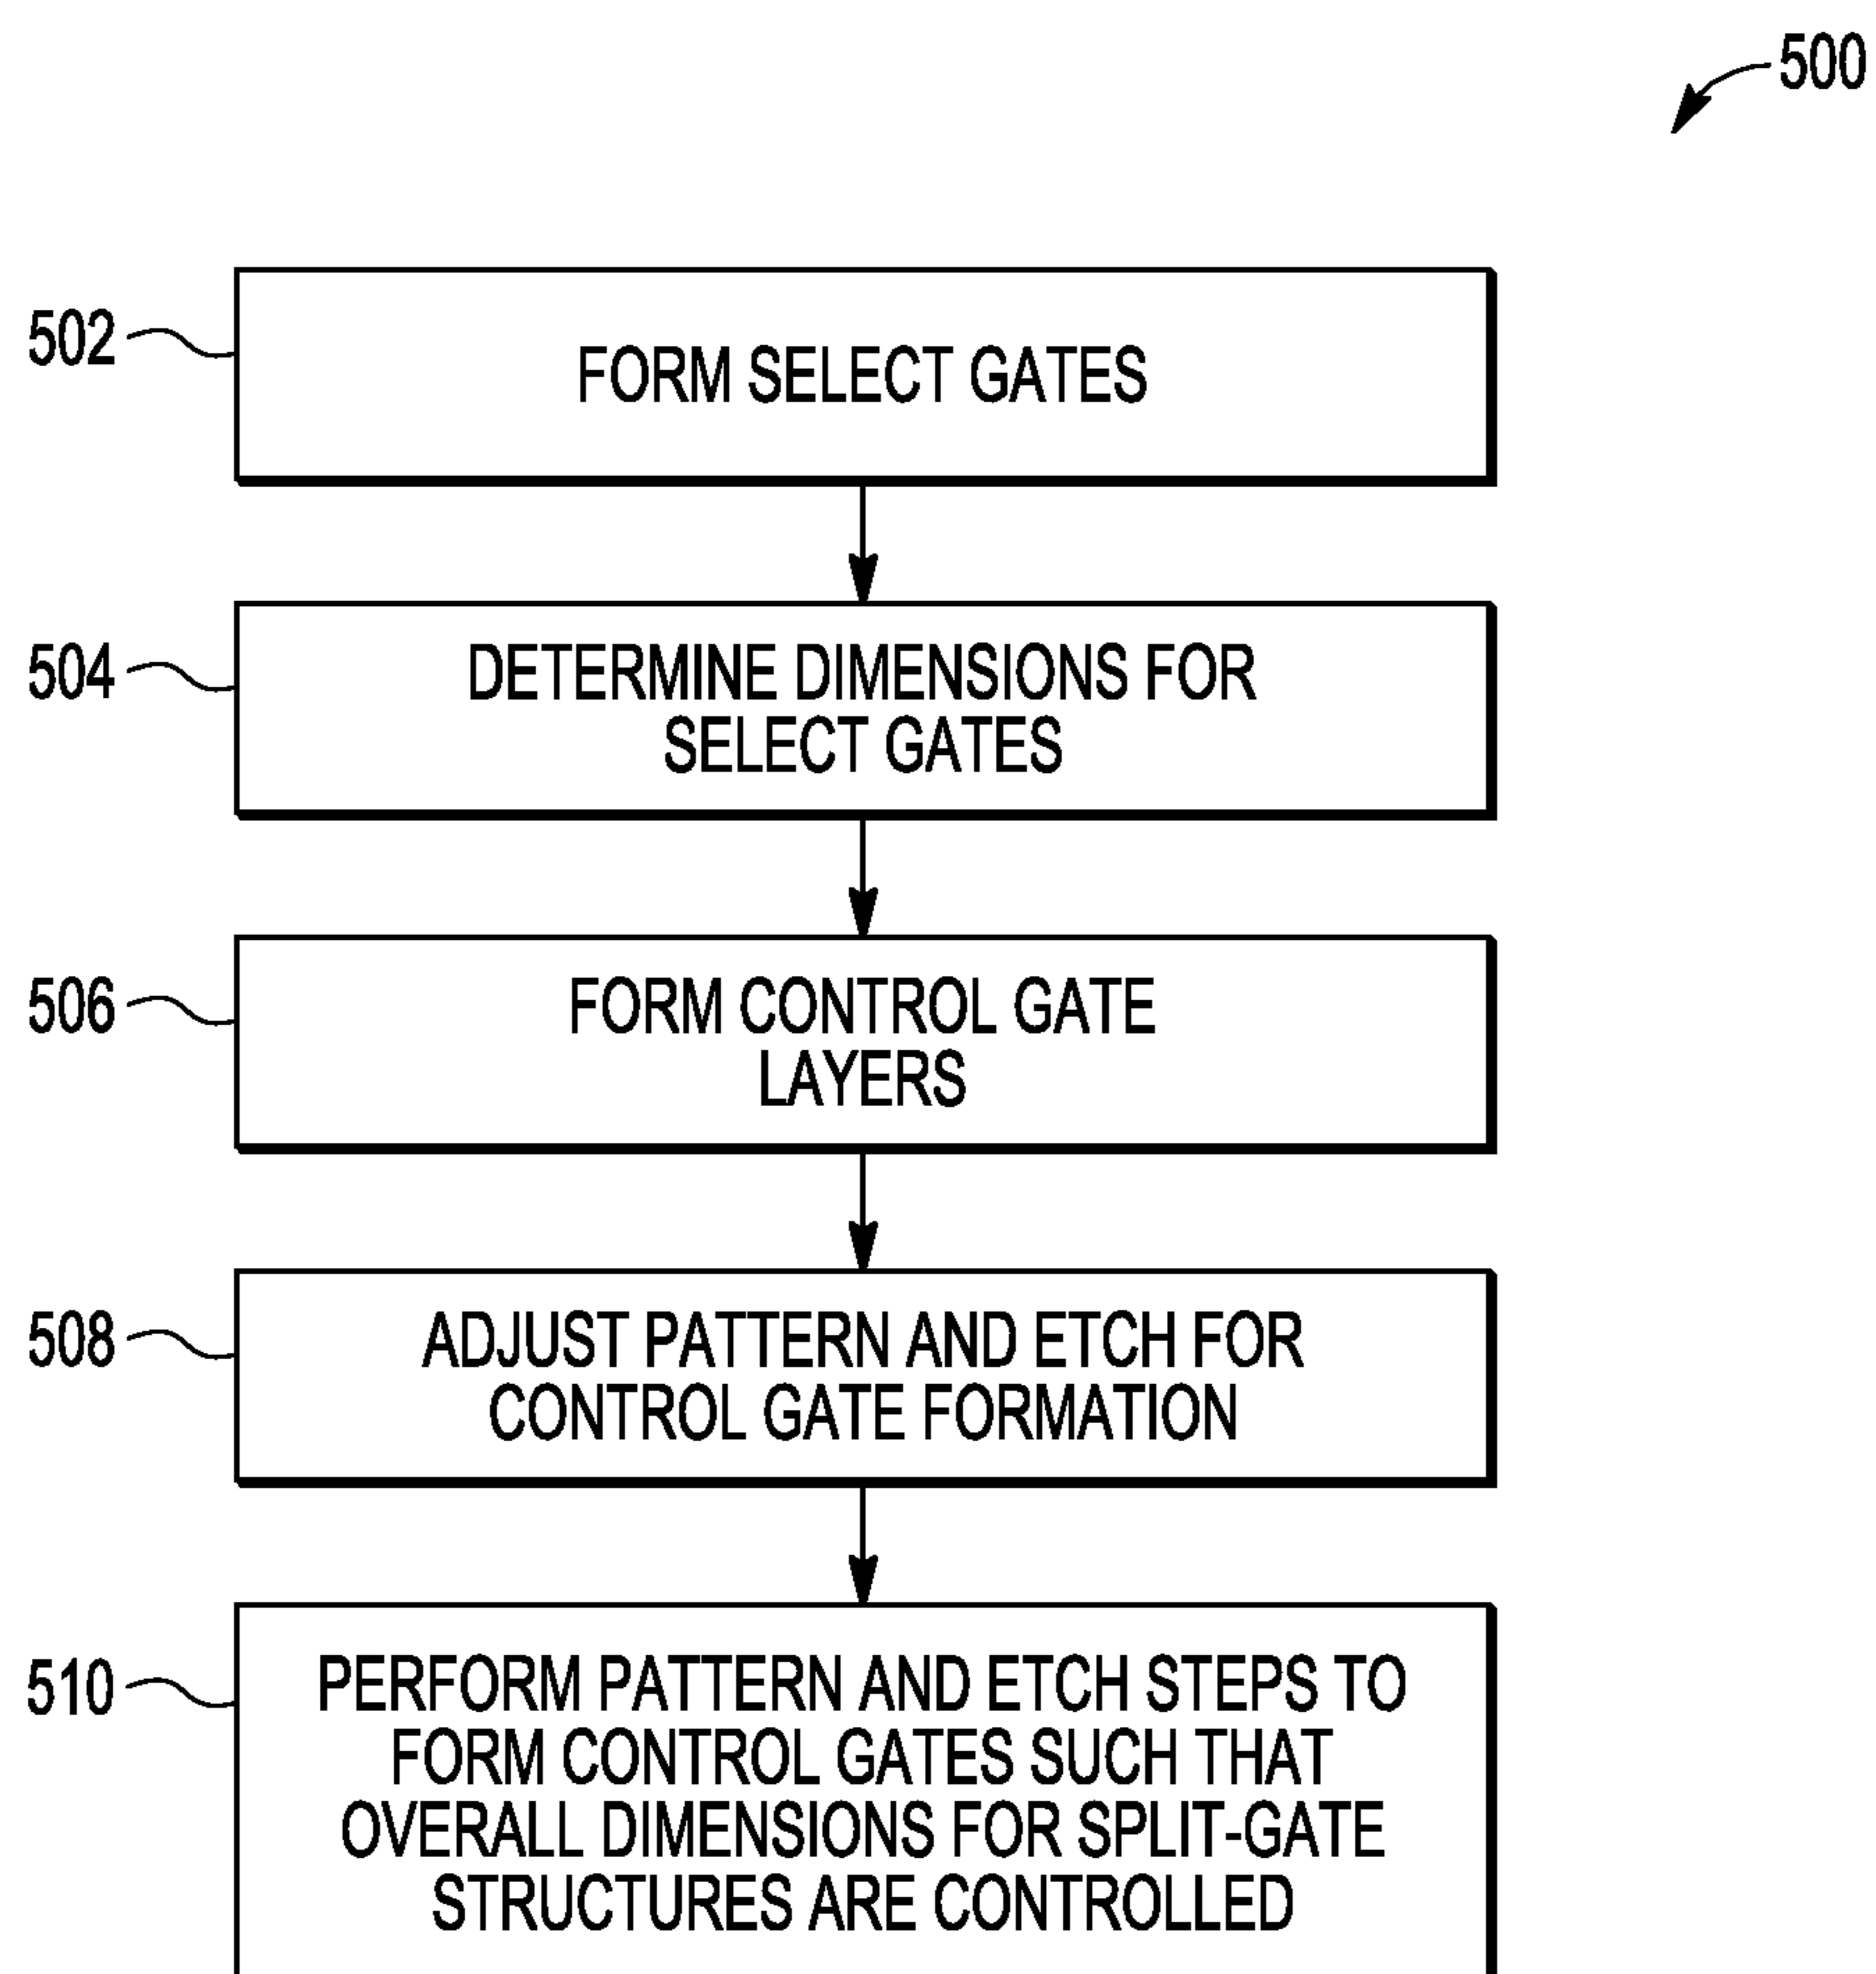 500
502
FORM SELECT GATES
504
DETERMINE DIMENSIONS FOR
SELECT GATES
506
FORM CONTROL GATE
LAYERS
508
ADJUST PATTERN AND ETCH FOR
CONTROL GATE FORMATION
510
PERFORM PATTERN AND ETCH STEPS TO
FORM CONTROL GATES SUCH THAT
OVERALL DIMENSIONS FOR SPLIT-GATE
STRUCTURES ARE CONTROLLED